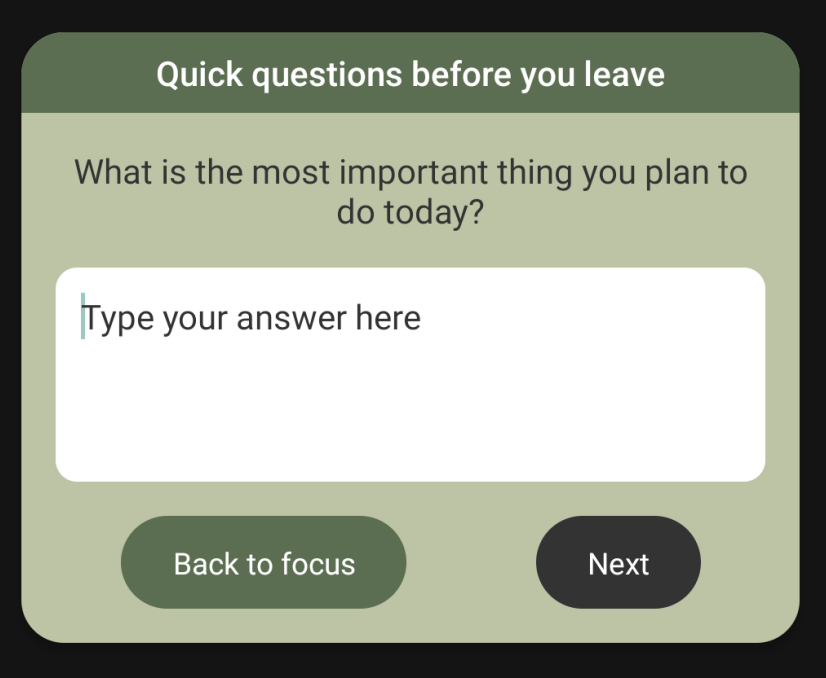 Quick questions before you leave
What is the most important thing you plan to
do today?
Type your answer here
Back to focus
Next